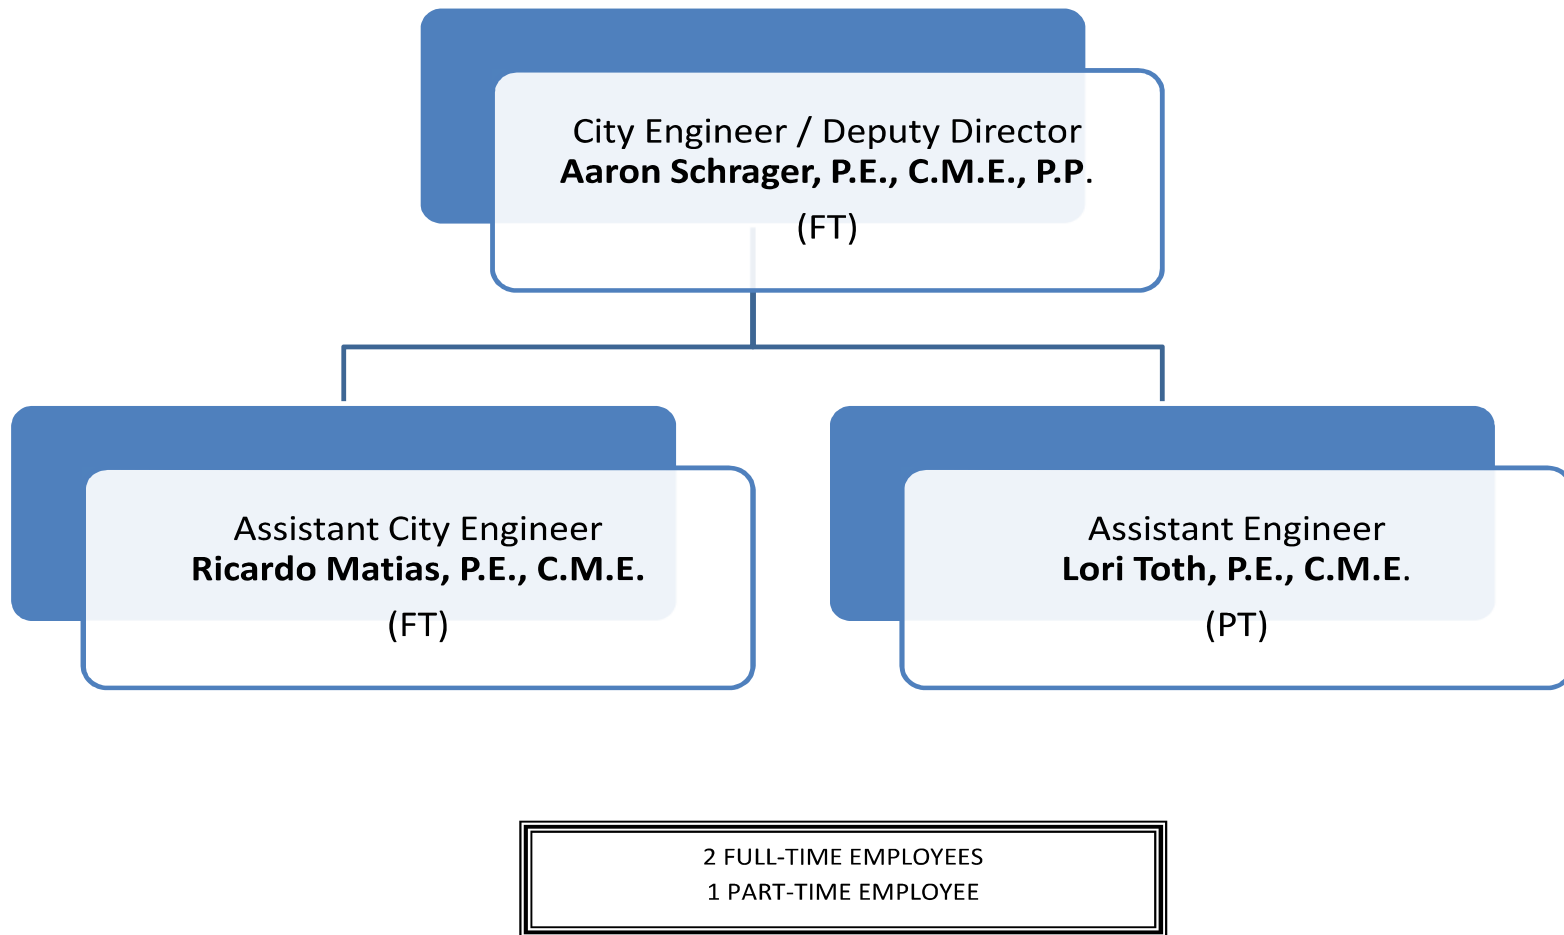 City Engineer / Deputy Director
Aaron Schrager, P.E., C.M.E., P.P.
(FT)
Assistant City Engineer
Ricardo Matias, P.E., C.M.E.
(FT)
Assistant Engineer
Lori Toth, P.E., C.M.E.
(PT)
2 FULL-TIME EMPLOYEES
1 PART-TIME EMPLOYEE